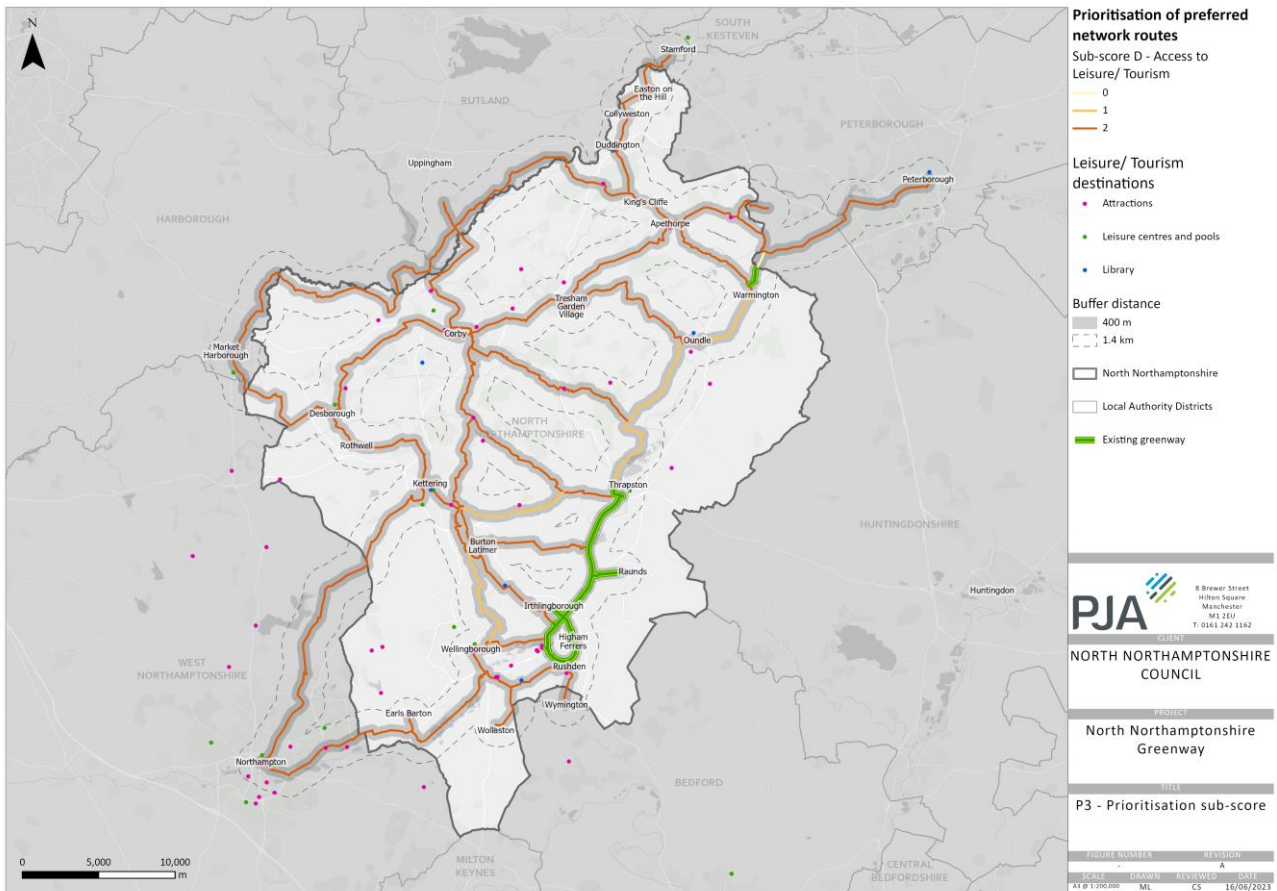 N
SOUTH
KESTEVEN
Stamford
RUTLAND
Easton on
the Hill
Collyweston
PETERBOROUGH
Duddington
Uppingham
Peterborough
HARBOROUGH
King's Cliffe
Apethorpe
Warmington
Tresham
Garden
Village
Corby
Oundle
Market
Harborough
Desborough
NORTH
NORTHAMPTONSHIRE
Rothwell
Kettering
Thrapston
HUNTINGDONSHIRE
Burton
Latimer
Raunds
Huntingdon
Irthlingborough
Higham
Ferrers
Wellingborough
Rushden
WEST
NORTHAMPTONSHIRE
Wymington
Earls Barton
Wollaston
Northampton
BEDFORD
MILTON
KEYNES
CENTRAL
BEDFORDSHIRE
0 5,000 10,000
m
Prioritisation of preferred
network routes
Sub-score D - Access to
Leisure/ Tourism
0
1
2
Leisure/ Tourism
destinations
Attractions
Leisure centres and pools
Library
Buffer distance
400 m
1.4 km
North Northamptonshire
Local Authority Districts
Existing greenway
PJA
8 Brewer Street
Hilton Square
Manchester
M1 2EU
T: 0161 242 1162
CLIENT
NORTH NORTHAMPTONSHIRE
COUNCIL
PROJECT
North Northamptonshire
Greenway
TITLE
P3 - Prioritisation sub-score
FIGURE NUMBER REVISION
- A
SCALE DRAWN REVIEWED DATE
A3 @ 1:200,000 ML CS 16/06/2023